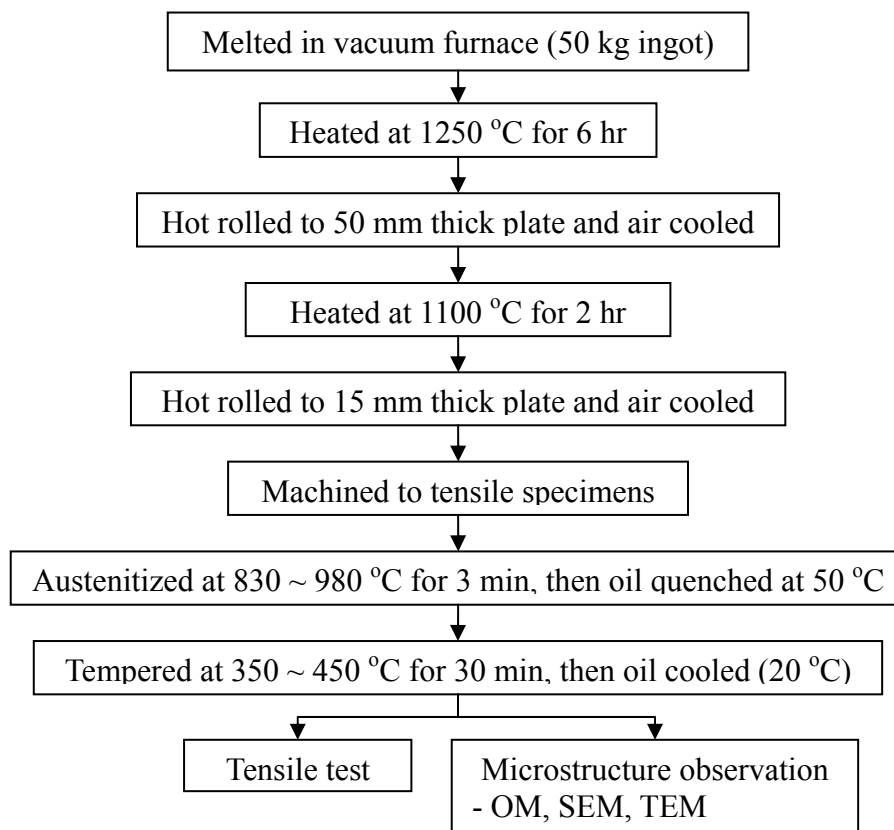 Melted in vacuum furnace (50 kg ingot)
Heated at 1250 °C for 6 hr
Hot rolled to 50 mm thick plate and air cooled
Heated at 1100 °C for 2 hr
Hot rolled to 15 mm thick plate and air cooled
Machined to tensile specimens
Austenitized at 830 ~ 980 °C for 3 min, then oil quenched at 50 °C
Tempered at 350 ~ 450 °C for 30 min, then oil cooled (20 °C)
Tensile test
Microstructure observation
- OM, SEM, TEM